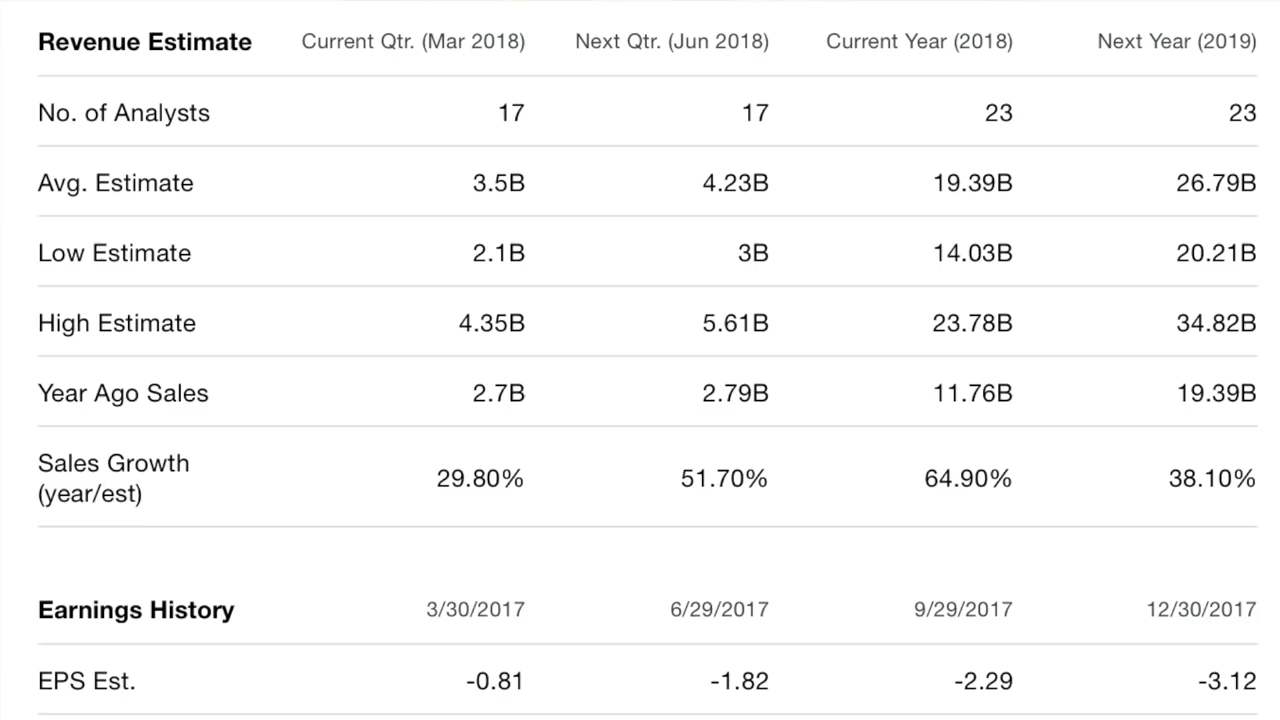 Revenue Estimate Current Qtr. (Mar 2018) Next Qtr. (Jun 2018) Current Year (2018) Next Year (2019)
No. of Analysts 17 17 23 23
Avg. Estimate 3.5B 4.23B 19.39B 26.79B
Low Estimate 2.1B 3B 14.03B 20.21B
High Estimate 4.35B 5.61B 23.78B 34.82B
Year Ago Sales 2.7B 2.79B 11.76B 19.39B
Sales Growth
(year/est) 29.80% 51.70% 64.90% 38.10%
Earnings History 3/30/2017 6/29/2017 9/29/2017 12/30/2017
EPS Est. -0.81 -1.82 -2.29 -3.12